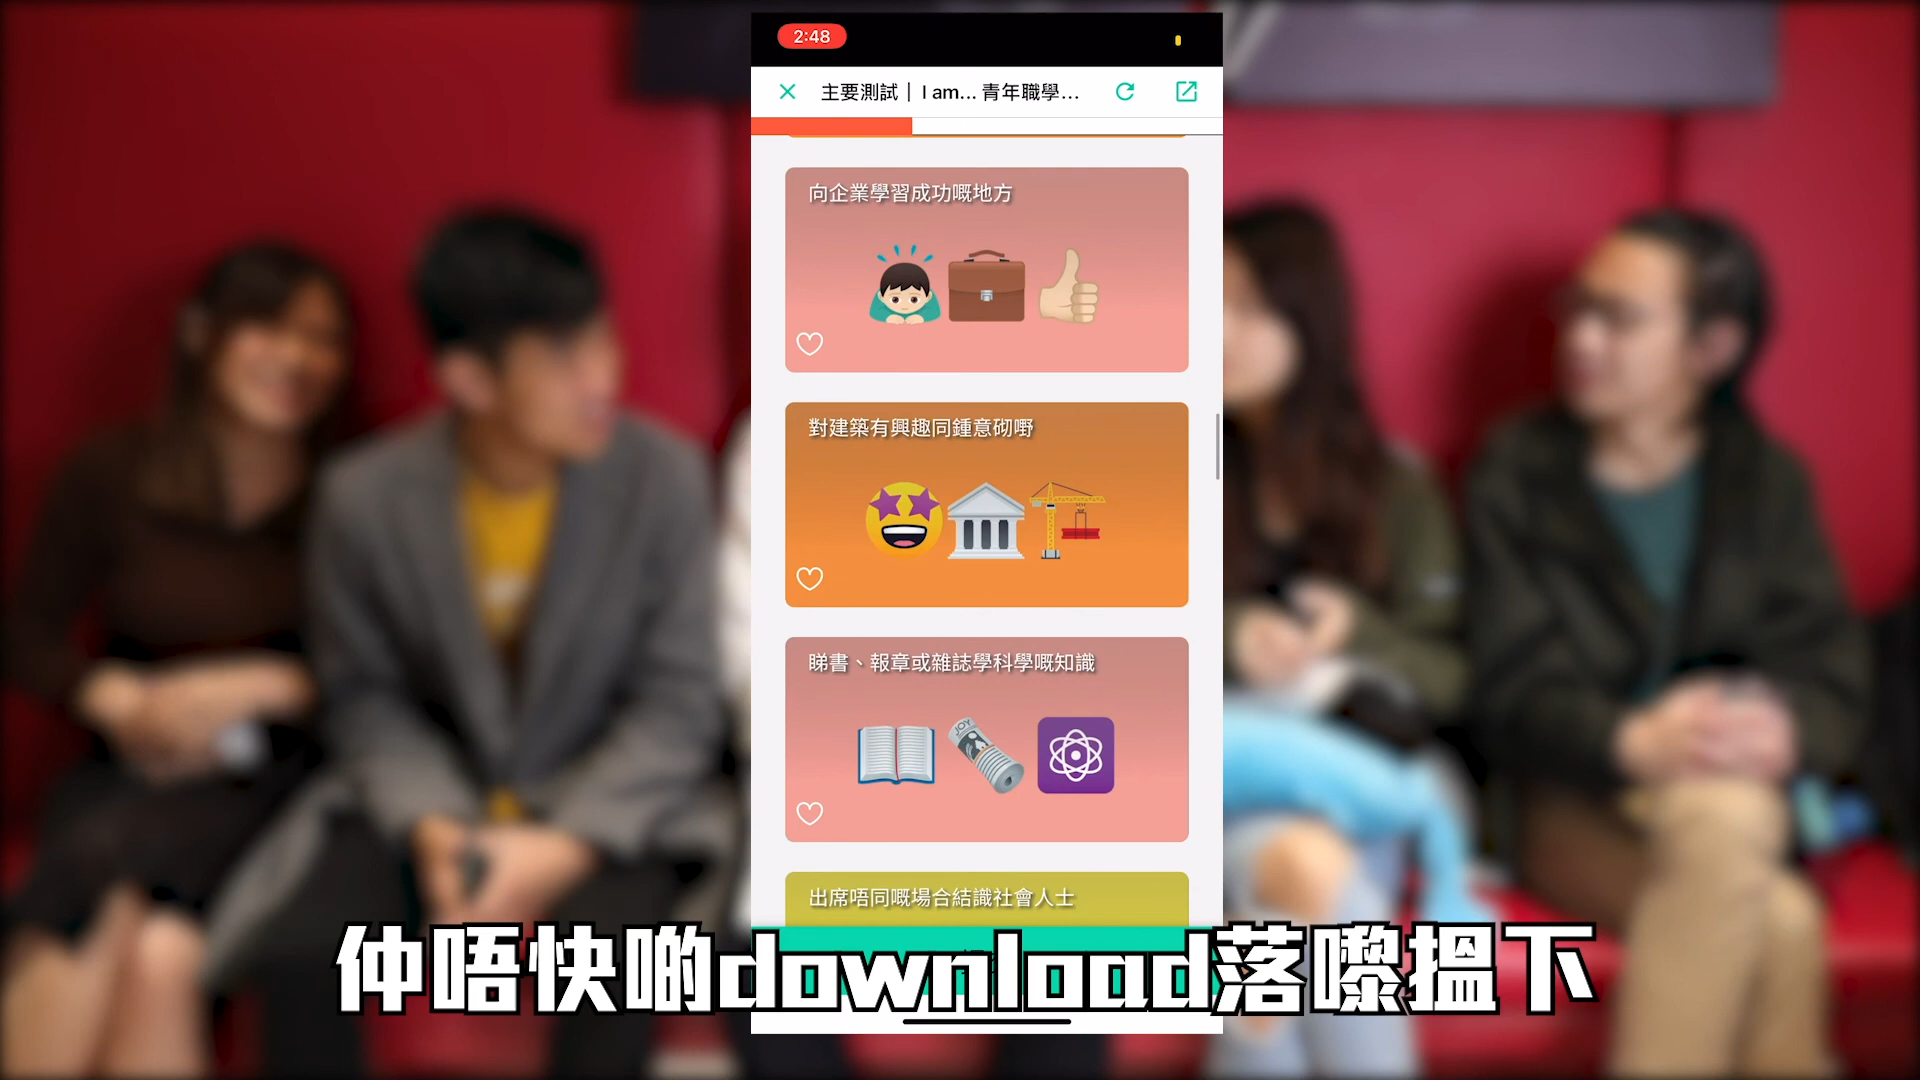 2:48
主要測試｜I am... 青年職學...
向企業學習成功嘅地方
對建築有興趣同鍾意砌嘢
睇書、報章或雜誌學科學嘅知識
JOY
出席唔同嘅場合結識社會人士
仲唔快啲download落嚟搵下